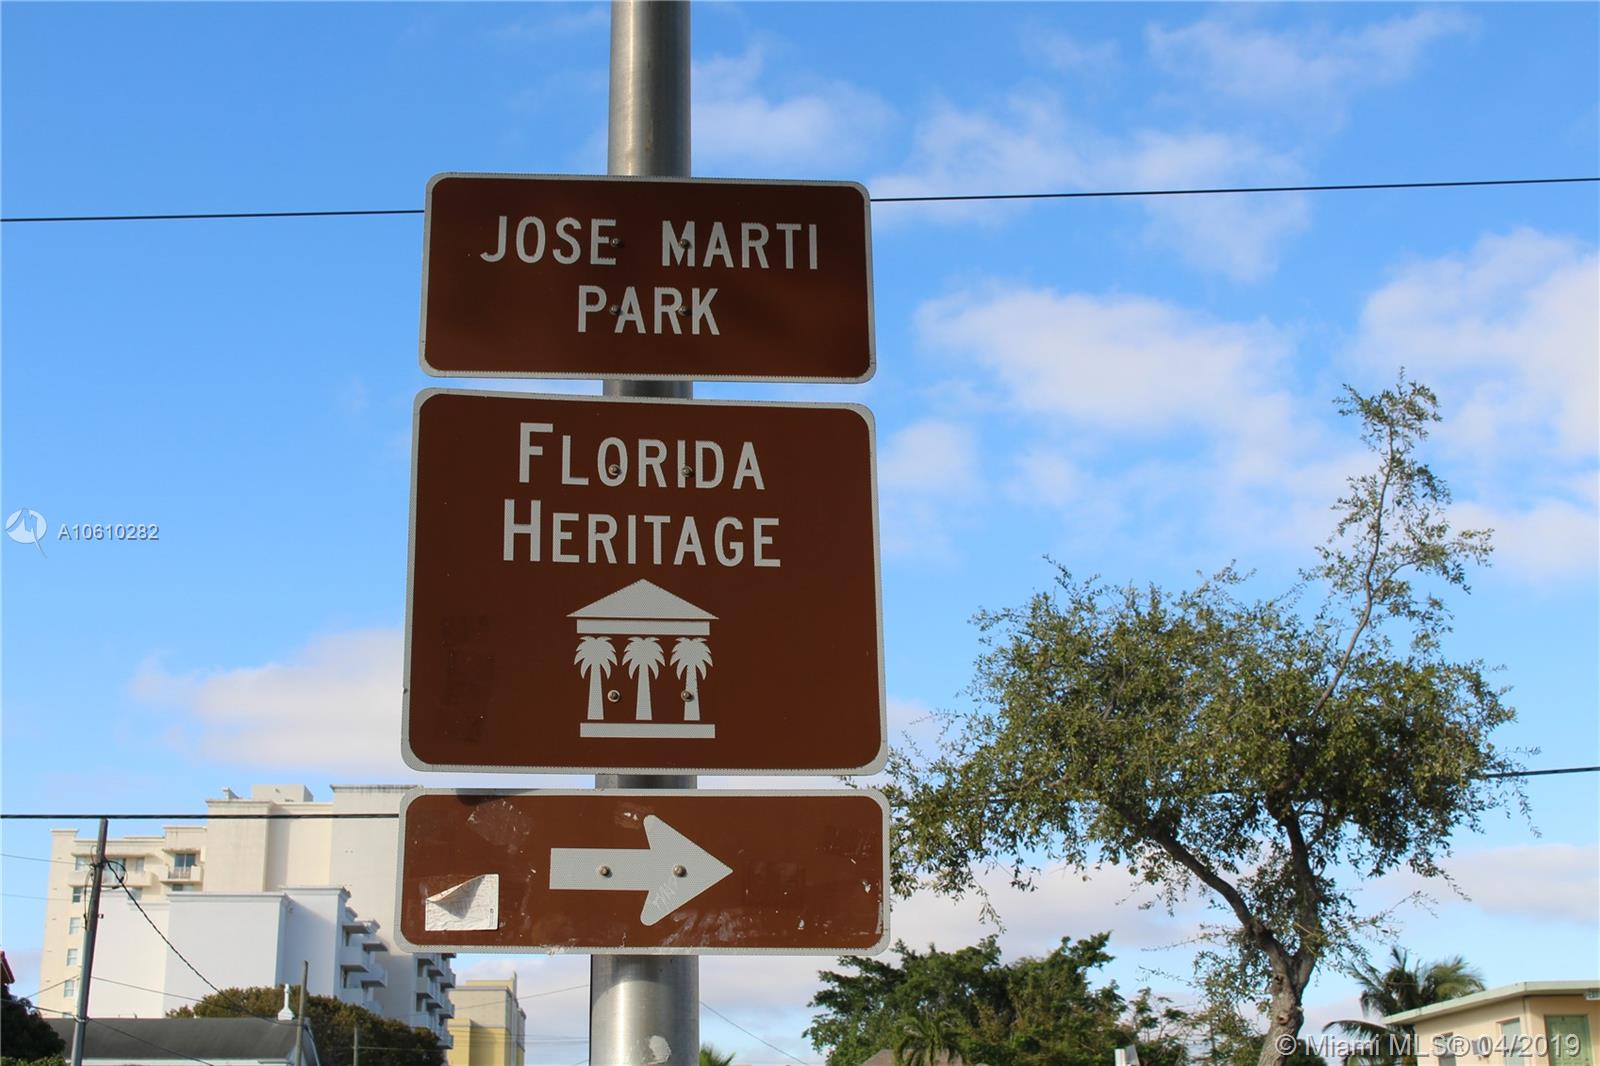 JOSE MARTI
PARK
FLORIDA
HERITAGE
A10610282
© Miami MLS® 04/2019